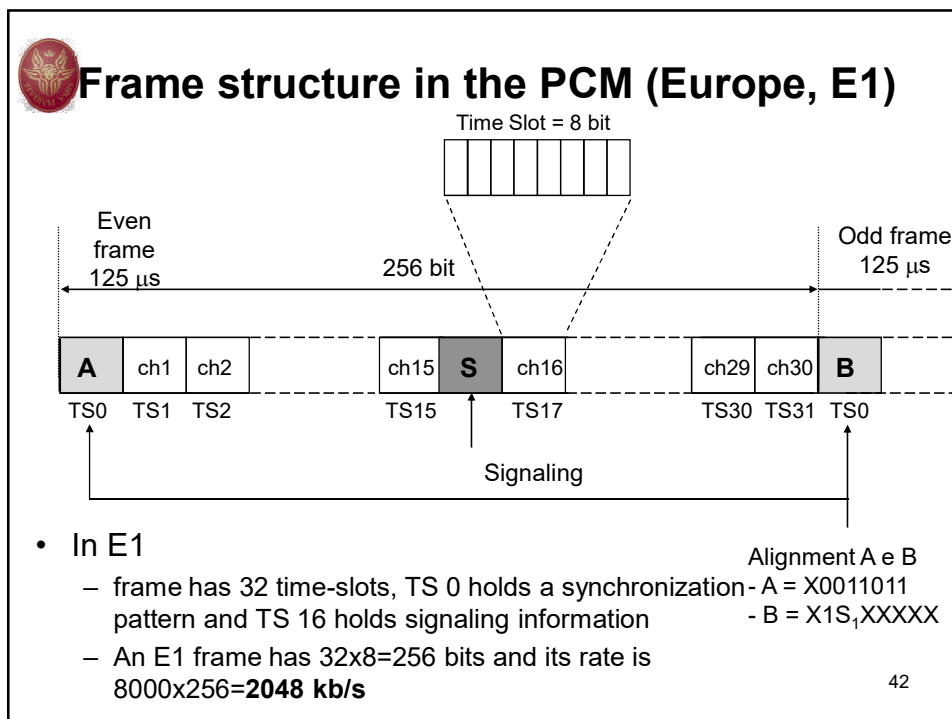 Frame structure in the PCM (Europe, E1)
Time Slot = 8 bit
Even
frame
125 μs
256 bit
Odd frame
125 μs
A ch1 ch2 ch15 S ch16 ch29 ch30 B
TS0 TS1 TS2 TS15 TS17 TS30 TS31 TS0
Signaling
• In E1
– frame has 32 time-slots, TS 0 holds a synchronization
pattern and TS 16 holds signaling information
– An E1 frame has 32x8=256 bits and its rate is
8000x256=2048 kb/s
Alignment A e B
- A = X0011011
- B = X1S₁XXXXX
42